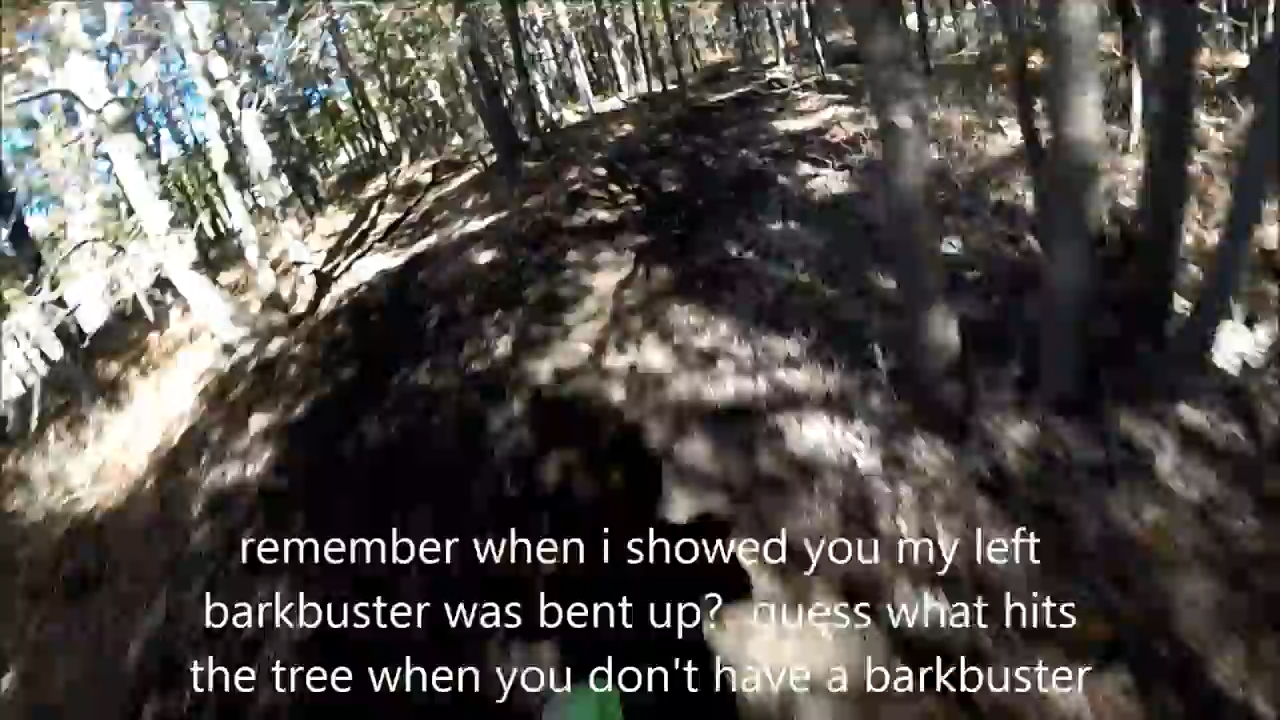 remember when i showed you my left
barkbuster was bent up?  guess what hits
the tree when you don't have a barkbuster